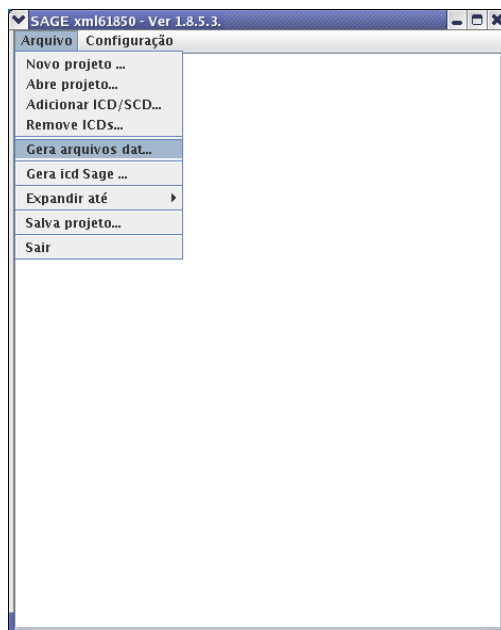 SAGE xml61850 - Ver 1.8.5.3.
Arquivo Configuração
Novo projeto ...
Abre projeto...
Adicionar ICD/SCD...
Remove ICDs...
Gera arquivos dat...
Gera icd Sage ...
Expandir até
Salva projeto...
Sair